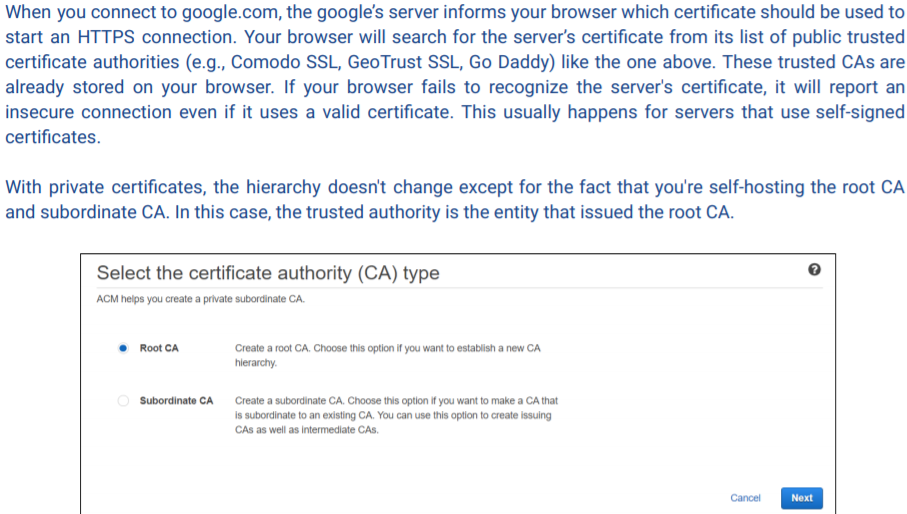 When you connect to google.com, the google's server informs your browser which certificate should be used to
start an HTTPS connection. Your browser will search for the server's certificate from its list of public trusted
certificate authorities (e.g., Comodo SSL, GeoTrust SSL, Go Daddy) like the one above. These trusted CAs are
already stored on your browser. If your browser fails to recognize the server's certificate, it will report an
insecure connection even if it uses a valid certificate. This usually happens for servers that use self-signed
certificates.
With private certificates, the hierarchy doesn't change except for the fact that you're self-hosting the root CA
and subordinate CA. In this case, the trusted authority is the entity that issued the root CA.
Select the certificate authority (CA) type
?
ACM helps you create a private subordinate CA.
Root CA
Create a root CA. Choose this option if you want to establish a new CA
hierarchy.
Subordinate CA
Create a subordinate CA. Choose this option if you want to make a CA that
is subordinate to an existing CA. You can use this option to create issuing
CAs as well as intermediate CAs.
Cancel
Next